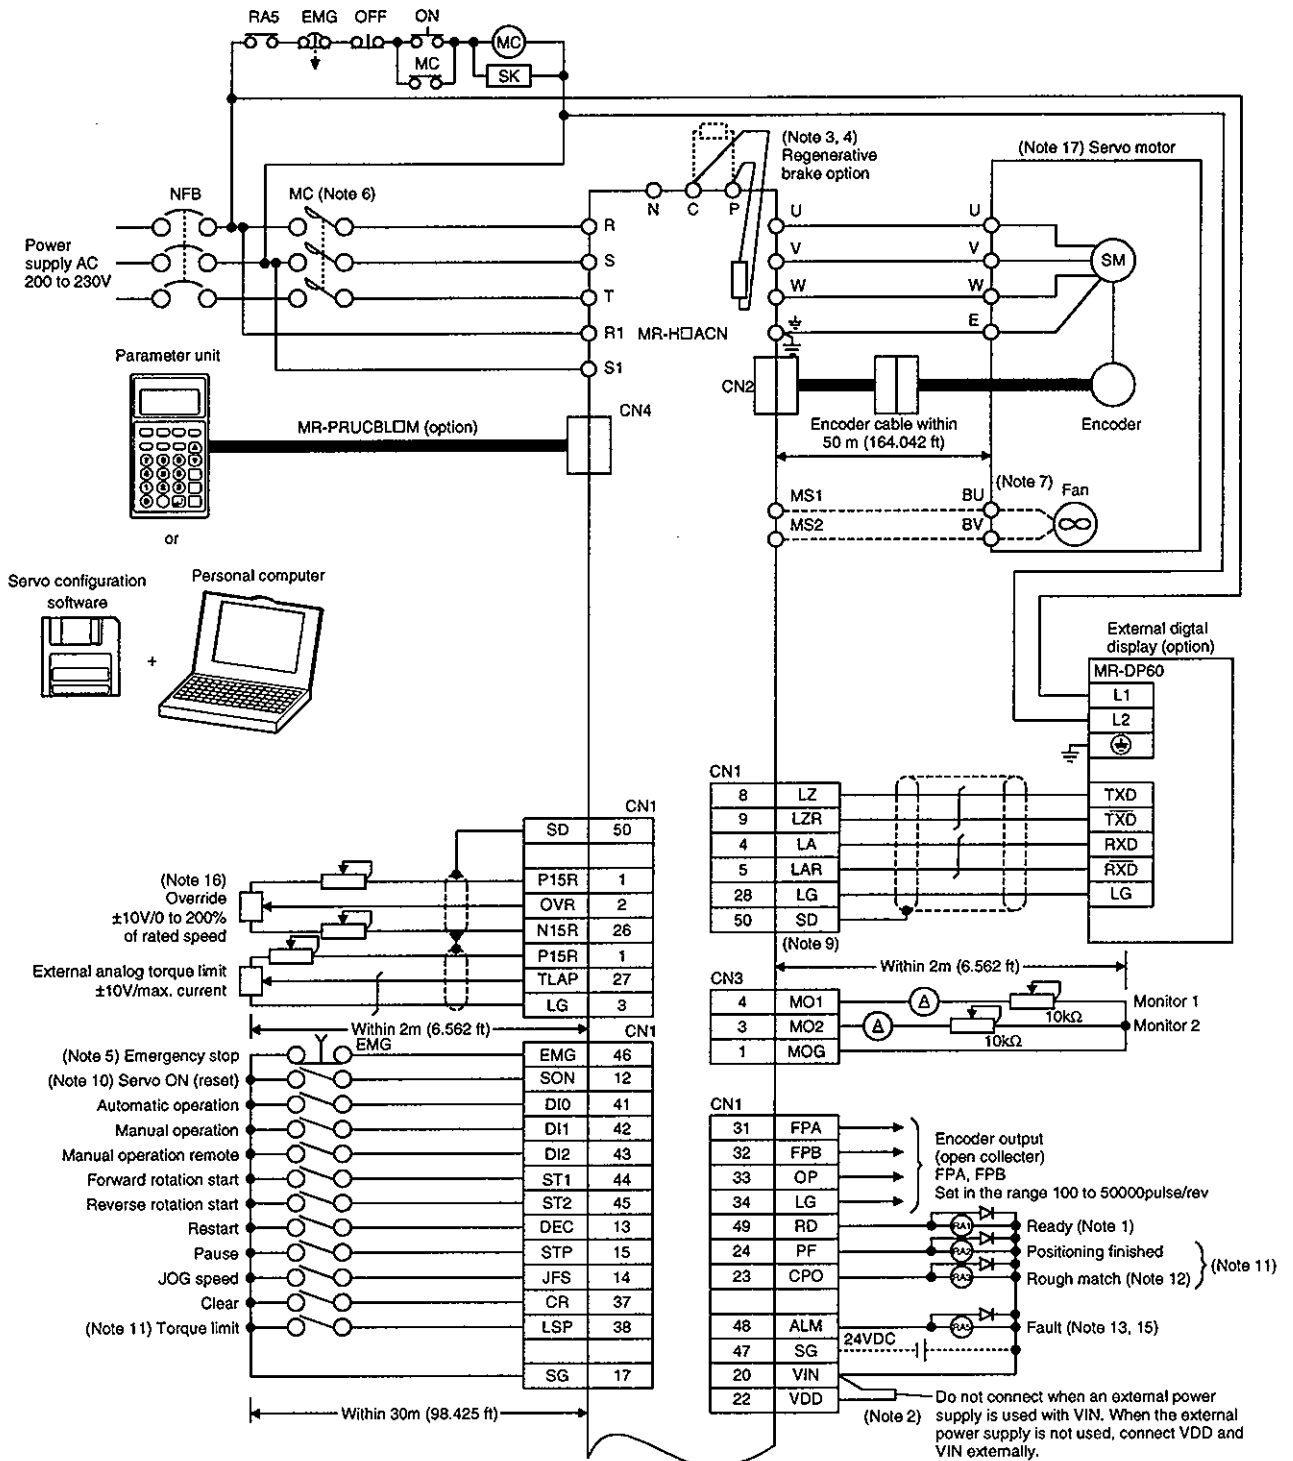 RA5 EMG OFF ON
MC
MC
SK
(Note 3, 4)
Regenerative
brake option
(Note 17) Servo motor
NFB
MC (Note 6)
N C P
Power
supply AC
200 to 230V
R
S
T
R1
S1
MR-H□ACN
U U
V V
W W
E
SM
CN2
Encoder cable within
50 m (164.042 ft)
Encoder
Parameter unit
MR-PRUCBL□M (option)
CN4
or
MS1 BU
MS2 BV
(Note 7)
Fan
Servo configuration
software
+
Personal computer
External digtal
display (option)
MR-DP60
L1
L2
TXD
TXD
RXD
RXD
LG
CN1
8 LZ
9 LZR
4 LA
5 LAR
28 LG
50 SD
(Note 9)
Within 2m (6.562 ft)
CN1
SD 50
P15R 1
OVR 2
N15R 26
P15R 1
TLAP 27
LG 3
(Note 16)
Override
±10V/0 to 200%
of rated speed
External analog torque limit
±10V/max. current
Within 2m (6.562 ft)
CN3
4 MO1 A 10kΩ Monitor 1
3 MO2 A 10kΩ Monitor 2
1 MOG
CN1
EMG
(Note 5) Emergency stop EMG 46
(Note 10) Servo ON (reset) SON 12
Automatic operation DI0 41
Manual operation DI1 42
Manual operation remote DI2 43
Forward rotation start ST1 44
Reverse rotation start ST2 45
Restart DEC 13
Pause STP 15
JOG speed JFS 14
Clear CR 37
(Note 11) Torque limit LSP 38
SG 17
Within 30m (98.425 ft)
CN1
31 FPA
32 FPB
33 OP
34 LG
Encoder output
(open collecter)
FPA, FPB
Set in the range 100 to 50000pulse/rev
49 RD RA1 Ready (Note 1)
24 PF RA2 Positioning finished
23 CPO RA3 Rough match (Note 12)
(Note 11)
48 ALM RA5 Fault (Note 13, 15)
47 SG 24VDC
20 VIN
22 VDD
(Note 2)
Do not connect when an external power
supply is used with VIN. When the external
power supply is not used, connect VDD and
VIN externally.